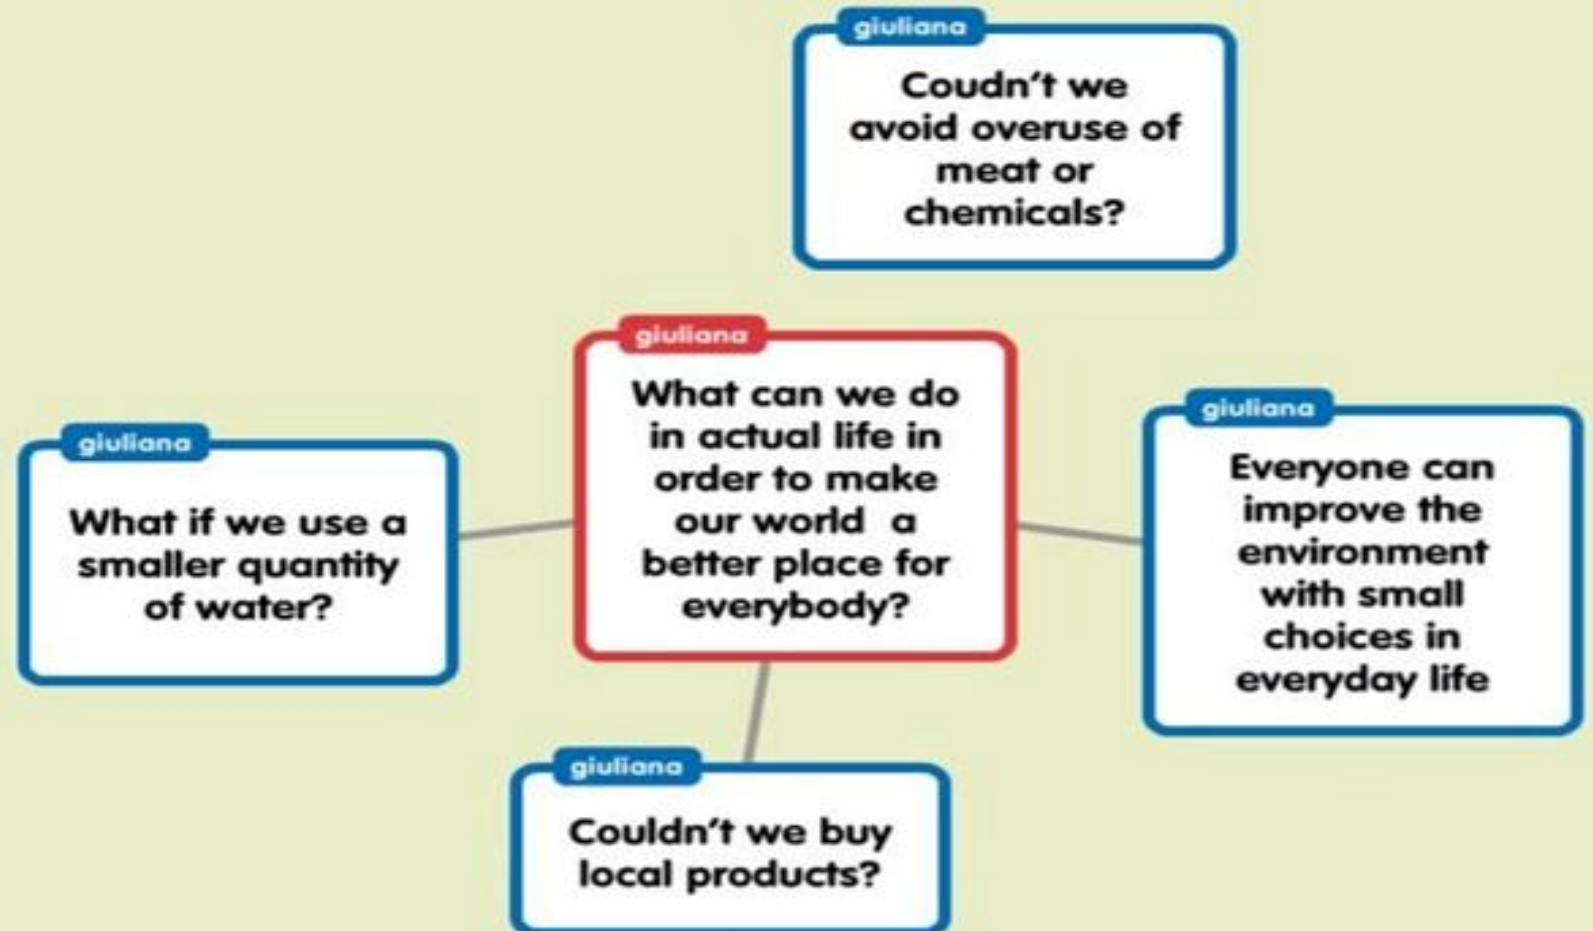 giuliana
Coudn't we
avoid overuse of
meat or
chemicals?
giuliana
What can we do
in actual life in
order to make
our world a
better place for
everybody?
giuliana
What if we use a
smaller quantity
of water?
giuliana
Everyone can
improve the
environment
with small
choices in
everyday life
giuliana
Couldn't we buy
local products?